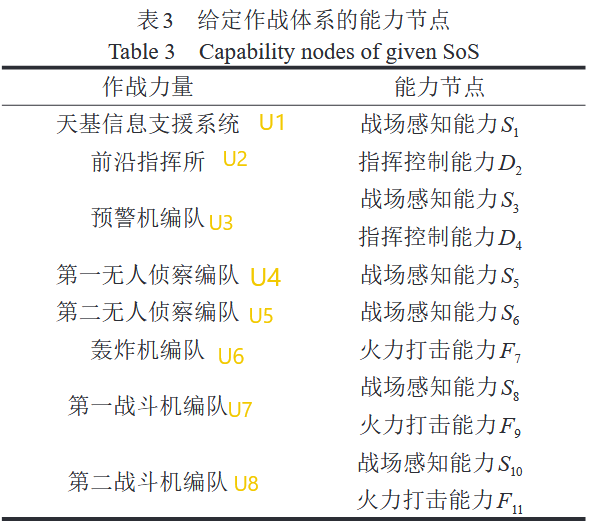 表3 给定作战体系的能力节点
Table 3 Capability nodes of given SoS
作战力量 能力节点
天基信息支援系统 U1 战场感知能力S1
前沿指挥所 U2 指挥控制能力D2
预警机编队 U3 战场感知能力S3
指挥控制能力D4
第一无人侦察编队 U4 战场感知能力S5
第二无人侦察编队 U5 战场感知能力S6
轰炸机编队 U6 火力打击能力F7
第一战斗机编队U7 战场感知能力S8
火力打击能力F9
第二战斗机编队 U8 战场感知能力S10
火力打击能力F11